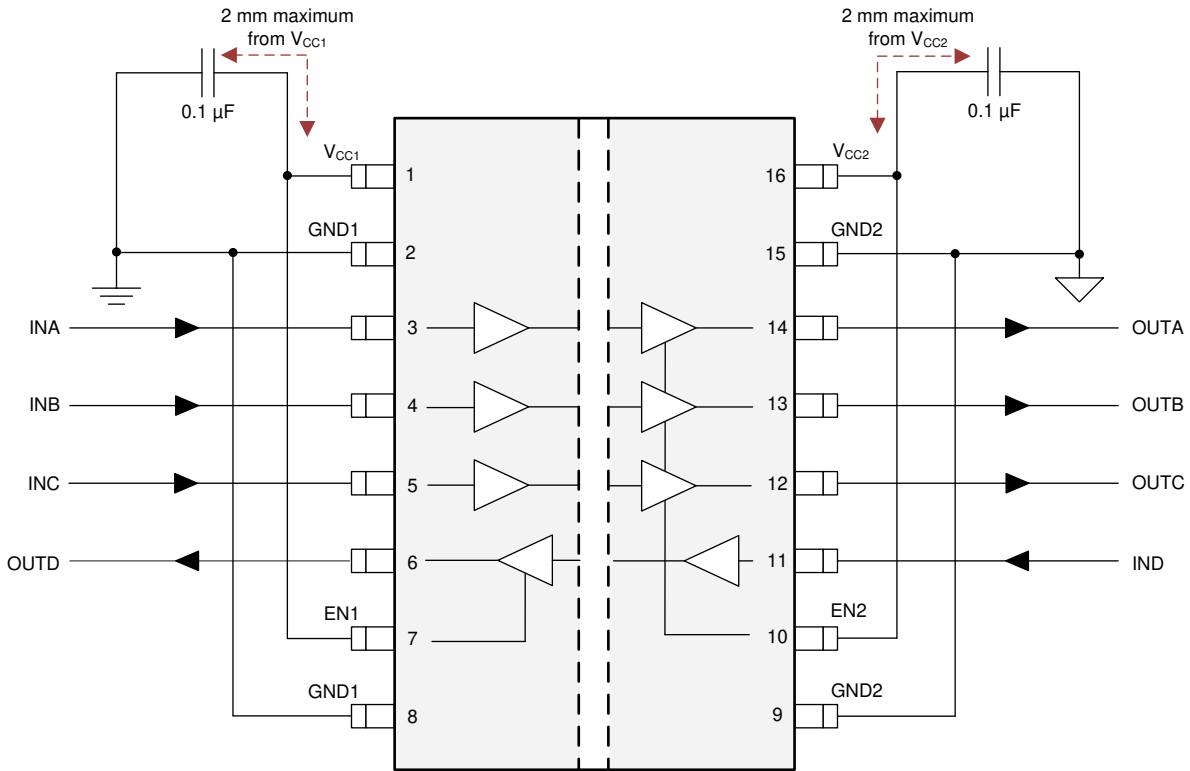 2 mm maximum
from VCC1
2 mm maximum
from VCC2
0.1 µF
0.1 µF
VCC1
1
16
VCC2
GND1
2
15
GND2
INA
3
14
OUTA
INB
4
13
OUTB
INC
5
12
OUTC
OUTD
6
11
IND
EN1
7
10
EN2
GND1
8
9
GND2